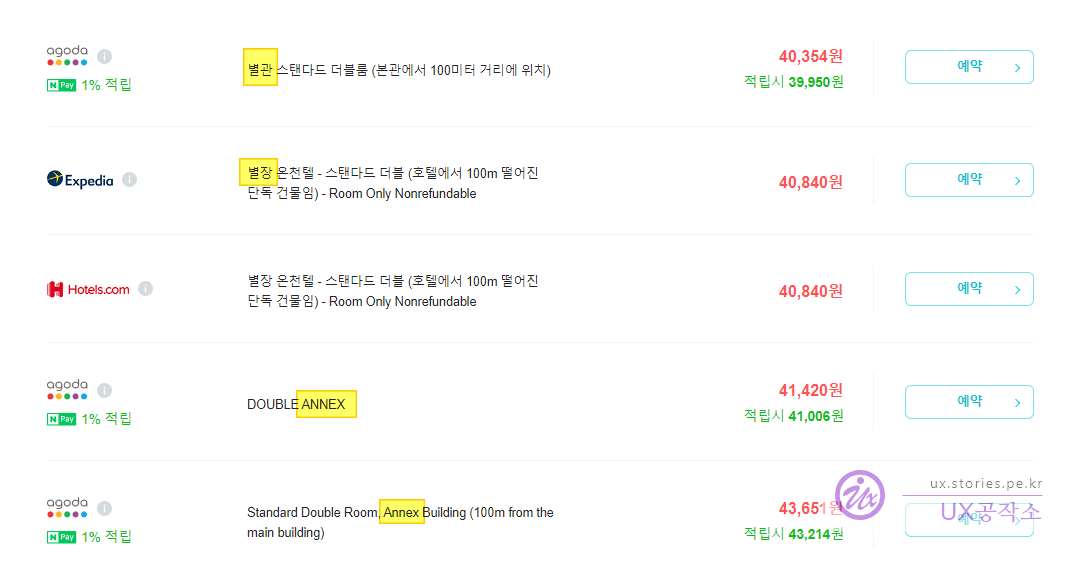 agoda
N Pay 1% 적립
별관 스탠다드 더블룸 (본관에서 100미터 거리에 위치)
40,354원
적립시 39,950원
예약
Expedia
별장 온천텔 - 스탠다드 더블 (호텔에서 100m 떨어진
단독 건물임) - Room Only Nonrefundable
40,840원
예약
Hotels.com
별장 온천텔 - 스탠다드 더블 (호텔에서 100m 떨어진
단독 건물임) - Room Only Nonrefundable
40,840원
예약
agoda
N Pay 1% 적립
DOUBLE ANNEX
41,420원
적립시 41,006원
예약
agoda
N Pay 1% 적립
Standard Double Room, Annex Building (100m from the
main building)
43,651원
적립시 43,214원
예약
Ux
ux.stories.pe.kr
UX공작소